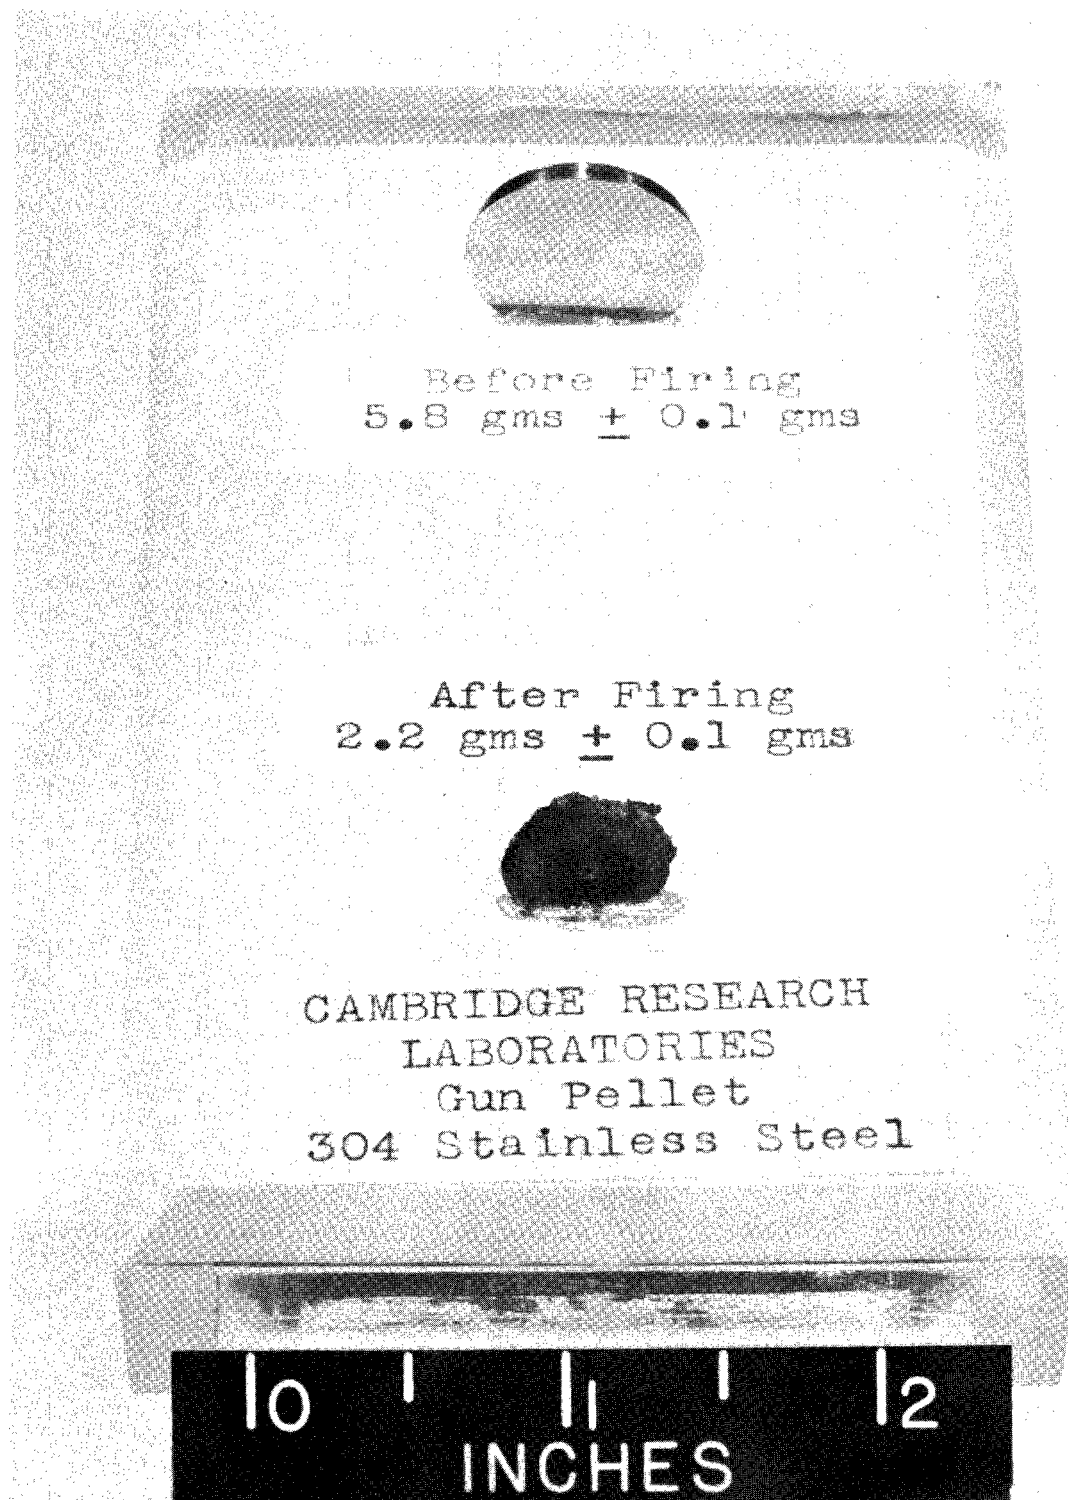 Before Firing
5.8 gms ± 0.1 gms
After Firing
2.2 gms ± 0.1 gms
CAMBRIDGE RESEARCH
LABORATORIES
Gun Pellet
304 Stainless Steel
0 1 2
INCHES